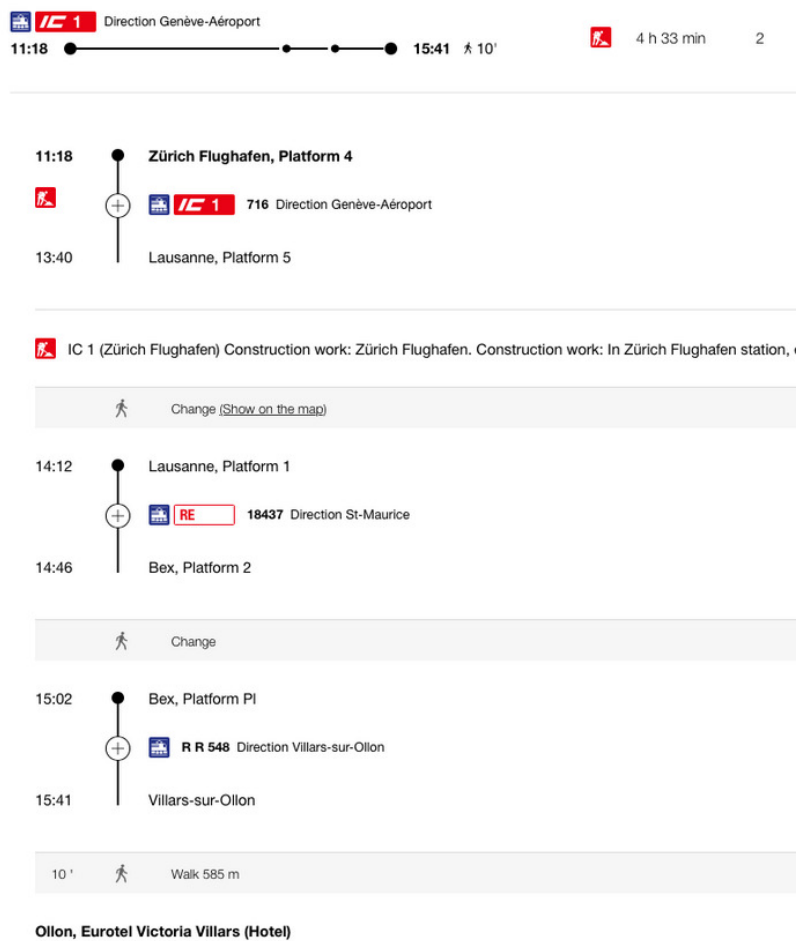 IC 1 Direction Genève-Aéroport
11:18 15:41 10' 4 h 33 min 2
11:18 Zürich Flughafen, Platform 4
IC 1 716 Direction Genève-Aéroport
13:40 Lausanne, Platform 5
IC 1 (Zürich Flughafen) Construction work: Zürich Flughafen. Construction work: In Zürich Flughafen station,
Change (Show on the map)
14:12 Lausanne, Platform 1
RE 18437 Direction St-Maurice
14:46 Bex, Platform 2
Change
15:02 Bex, Platform Pl
R R 548 Direction Villars-sur-Ollon
15:41 Villars-sur-Ollon
10 ' Walk 585 m
Ollon, Eurotel Victoria Villars (Hotel)